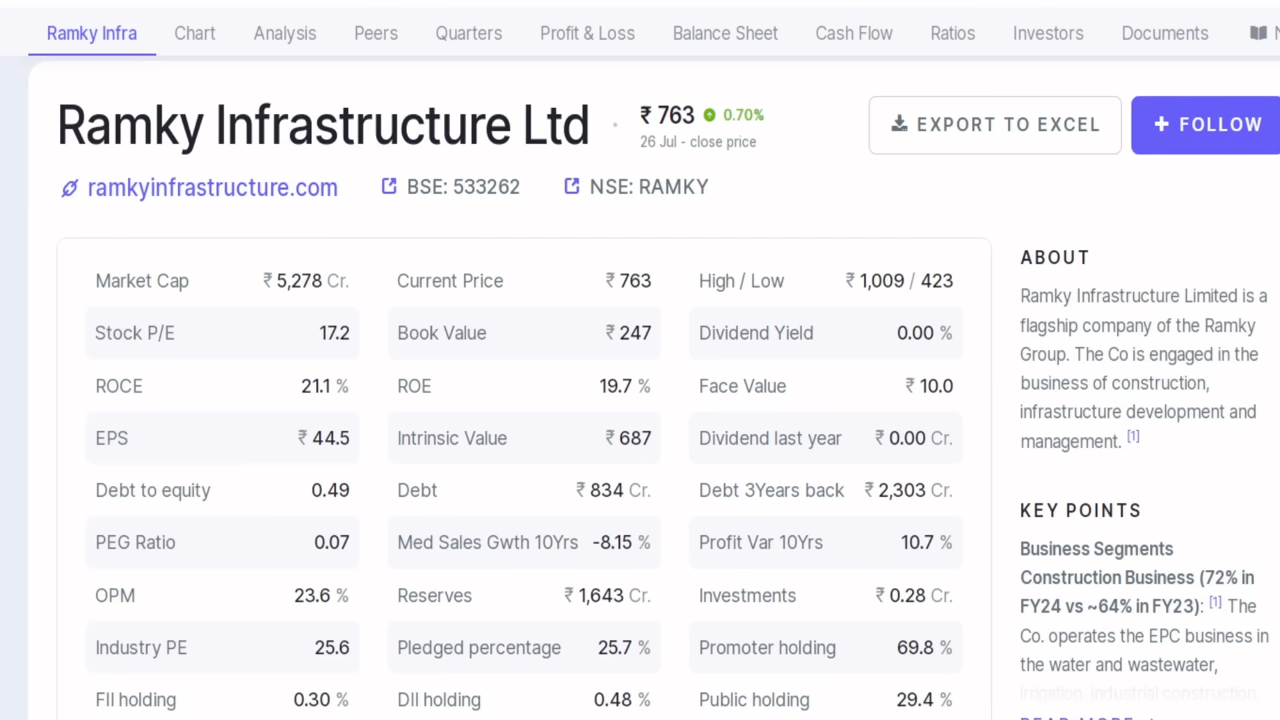 Ramky Infra Chart Analysis Peers Quarters Profit & Loss Balance Sheet Cash Flow Ratios Investors Documents
Ramky Infrastructure Ltd ₹ 763 0.70%
26 Jul - close price
EXPORT TO EXCEL FOLLOW
ramkyinfrastructure.com BSE: 533262 NSE: RAMKY
Market Cap ₹ 5,278 Cr. Current Price ₹ 763 High / Low ₹ 1,009 / 423
Stock P/E 17.2 Book Value ₹ 247 Dividend Yield 0.00 %
ROCE 21.1 % ROE 19.7 % Face Value ₹ 10.0
EPS ₹ 44.5 Intrinsic Value ₹ 687 Dividend last year ₹ 0.00 Cr.
Debt to equity 0.49 Debt ₹ 834 Cr. Debt 3Years back ₹ 2,303 Cr.
PEG Ratio 0.07 Med Sales Gwth 10Yrs -8.15 % Profit Var 10Yrs 10.7 %
OPM 23.6 % Reserves ₹ 1,643 Cr. Investments ₹ 0.28 Cr.
Industry PE 25.6 Pledged percentage 25.7 % Promoter holding 69.8 %
FII holding 0.30 % DII holding 0.48 % Public holding 29.4 %
ABOUT
Ramky Infrastructure Limited is a
flagship company of the Ramky
Group. The Co is engaged in the
business of construction,
infrastructure development and
management. [1]
KEY POINTS
Business Segments
Construction Business (72% in
FY24 vs ~64% in FY23): [1] The
Co. operates the EPC business in
the water and wastewater,
irrigation, industrial construction,